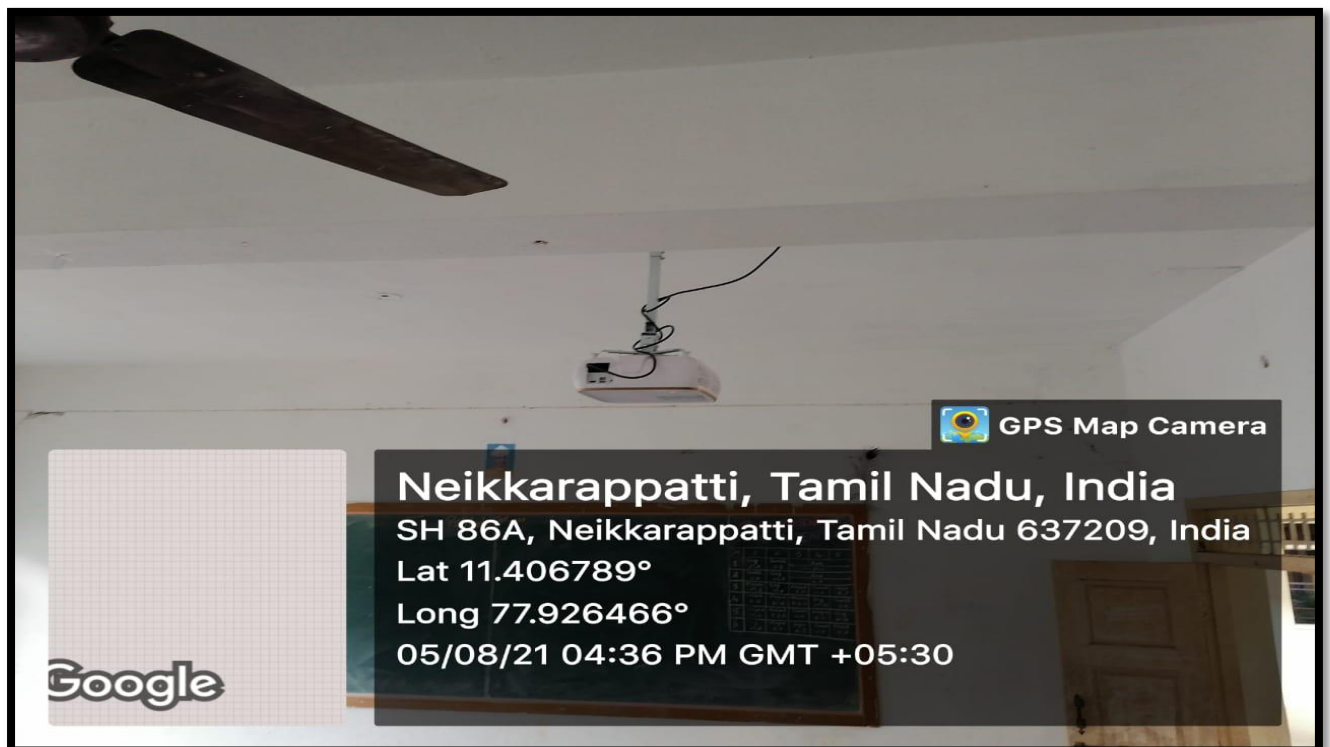 GPS Map Camera
Neikkarappatti, Tamil Nadu, India
SH 86A, Neikkarappatti, Tamil Nadu 637209, India
Lat 11.406789°
Long 77.926466°
05/08/21 04:36 PM GMT +05:30
Google